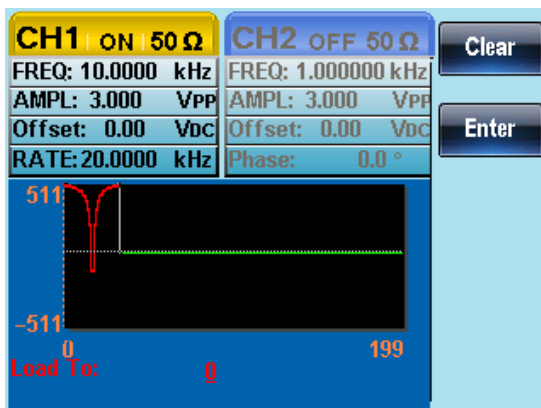 CH1 ON 50 Ω
CH2 OFF 50 Ω
Clear
FREQ: 10.0000 kHz
FREQ: 1.000000 kHz
AMPL: 3.000 VPP
AMPL: 3.000 VPP
Offset: 0.00 VDC
Offset: 0.00 VDC
Enter
RATE:20.0000 kHz
Phase: 0.0 °
511
-511
0
199
Load To: 0